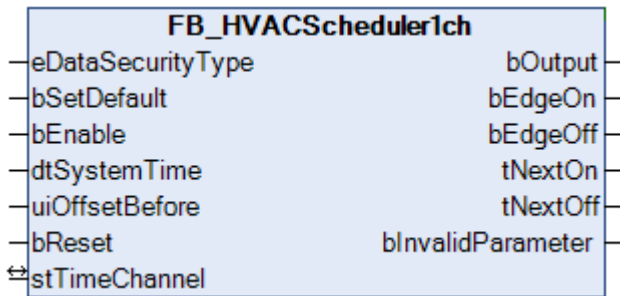 FB_HVACScheduler1ch
eDataSecurityType bOutput
bSetDefault bEdgeOn
bEnable bEdgeOff
dtSystemTime tNextOn
uiOffsetBefore tNextOff
bReset bInvalidParameter
stTimeChannel